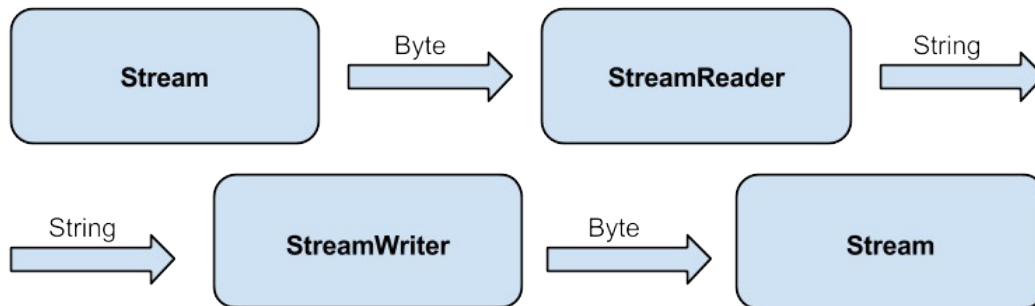 Stream
Byte
StreamReader
String
String
StreamWriter
Byte
Stream